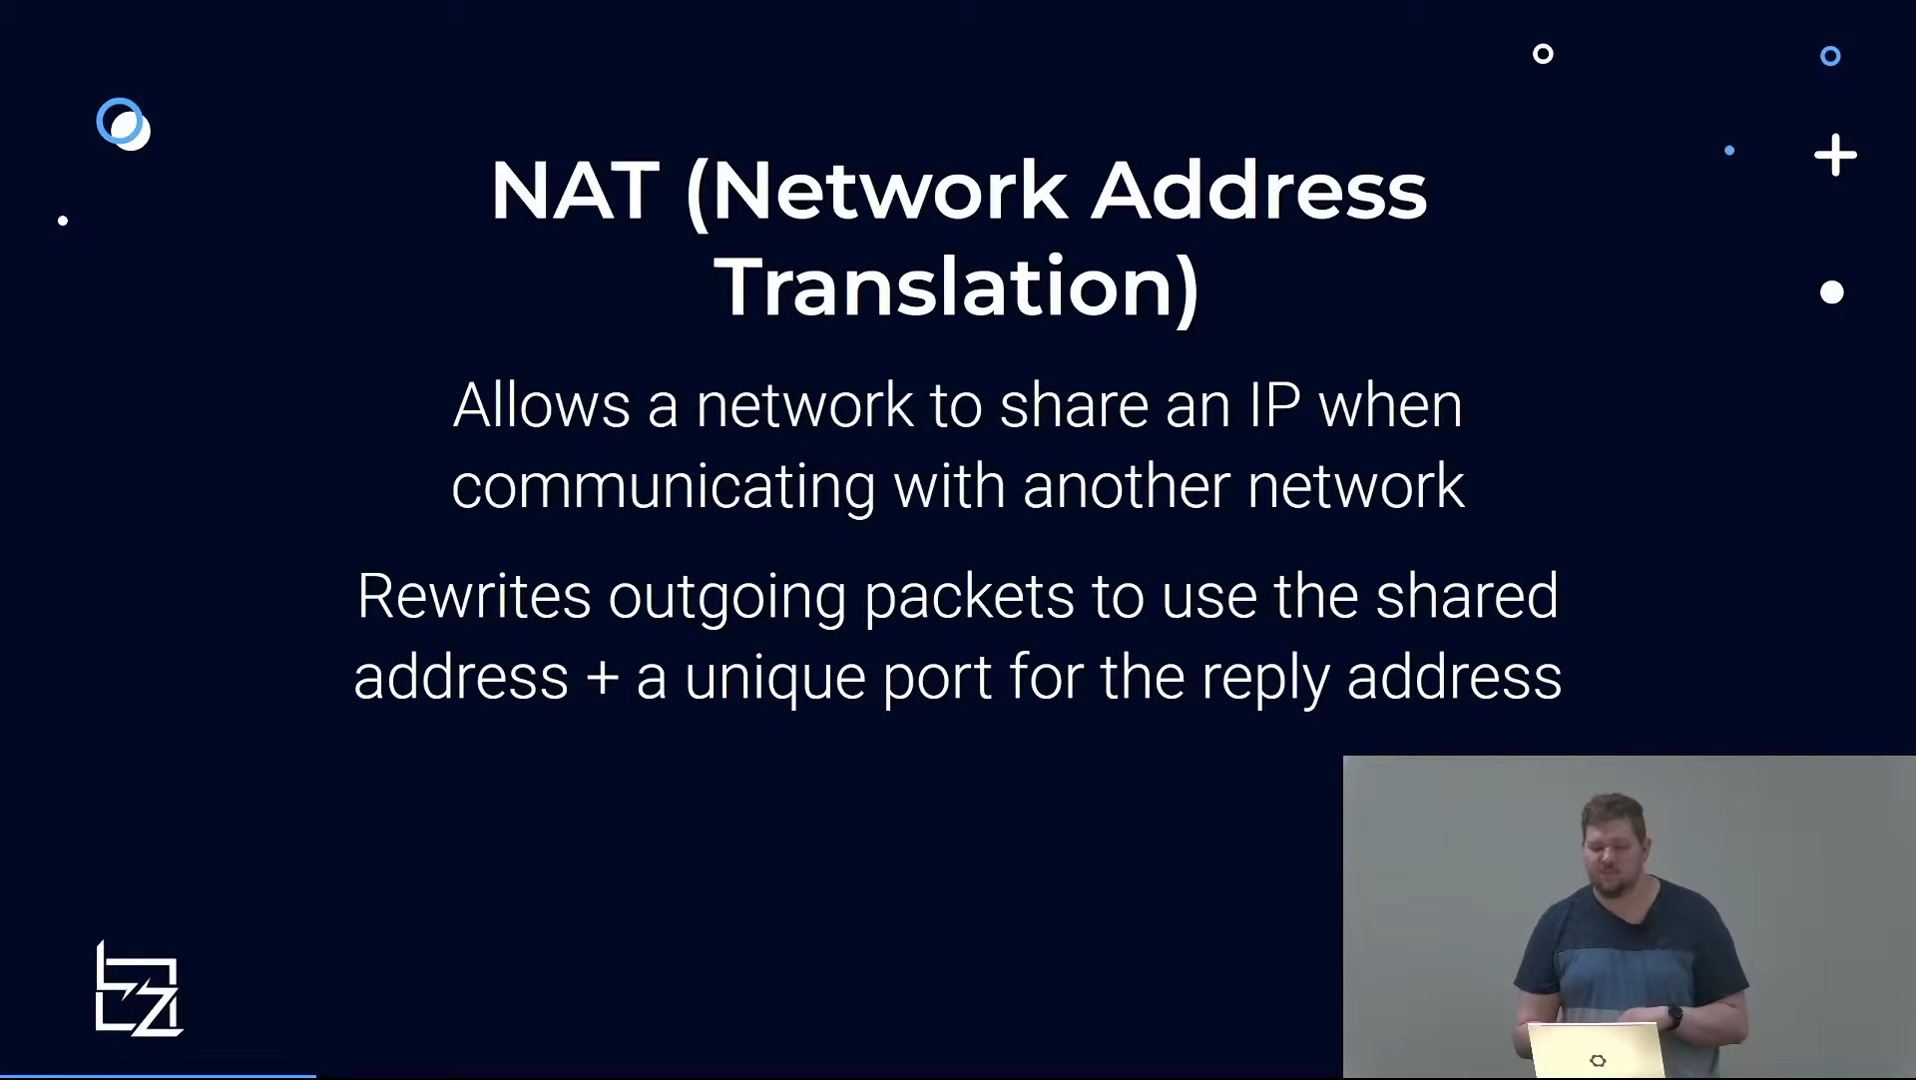 NAT (Network Address
Translation)
Allows a network to share an IP when
communicating with another network
Rewrites outgoing packets to use the shared
address + a unique port for the reply address